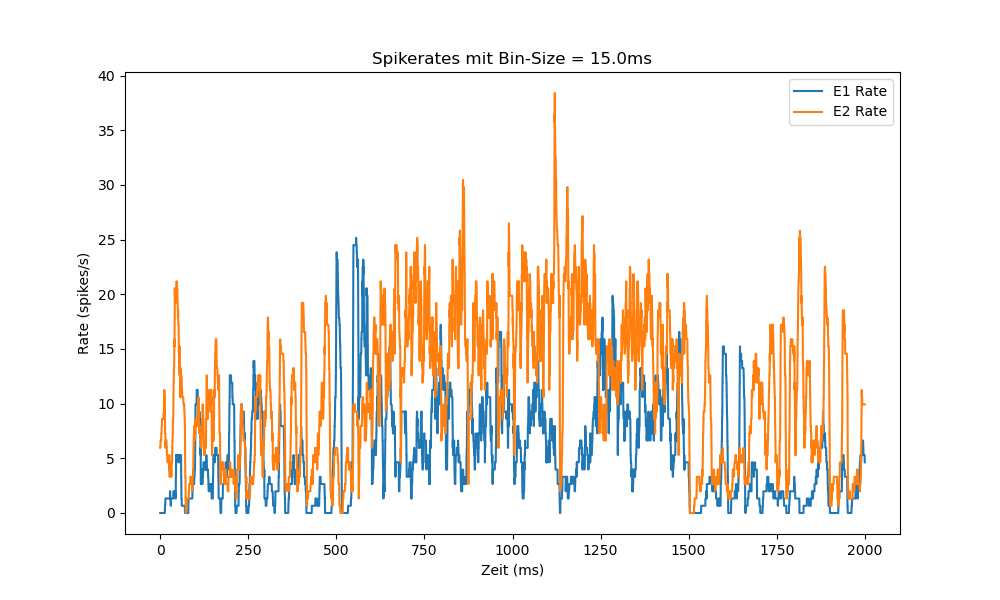 Spikerates mit Bin-Size = 15.0ms
E1 Rate
E2 Rate
Rate (spikes/s)
40
35
30
25
20
15
10
5
0
0 250 500 750 1000 1250 1500 1750 2000
Zeit (ms)